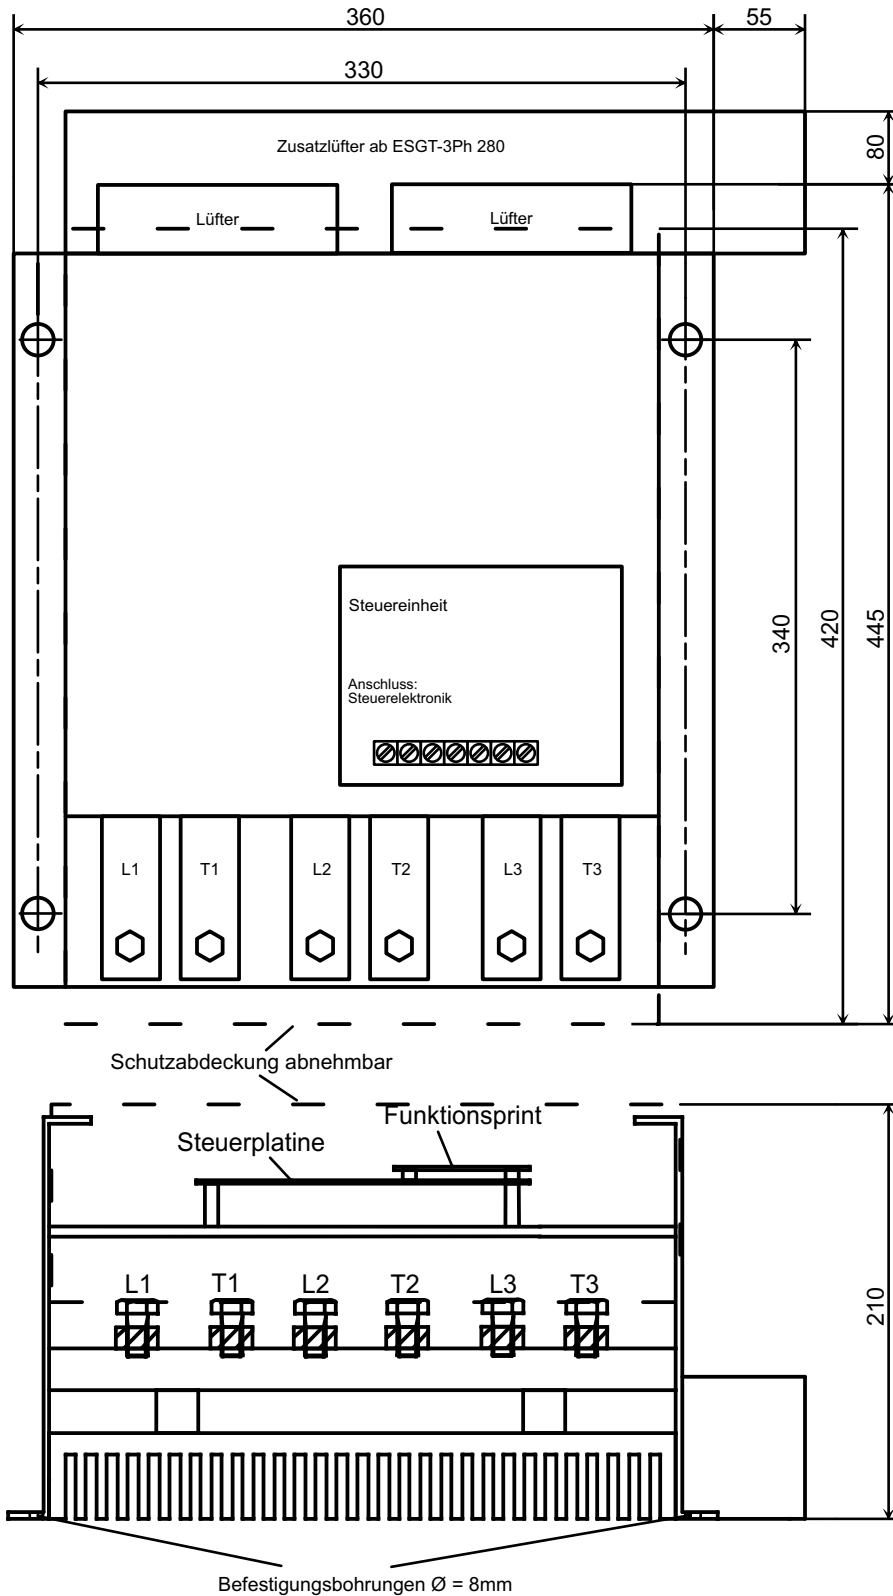 360
55
330
Zusatzlüfter ab ESGT-3Ph 280
80
Lüfter
Lüfter
Steuereinheit
Anschluss:
Steuerelektronik
340
420
445
L1
T1
L2
T2
L3
T3
Schutzabdeckung abnehmbar
Funktionsprint
Steuerplatine
L1
T1
L2
T2
L3
T3
210
Befestigungsbohrungen Ø = 8mm